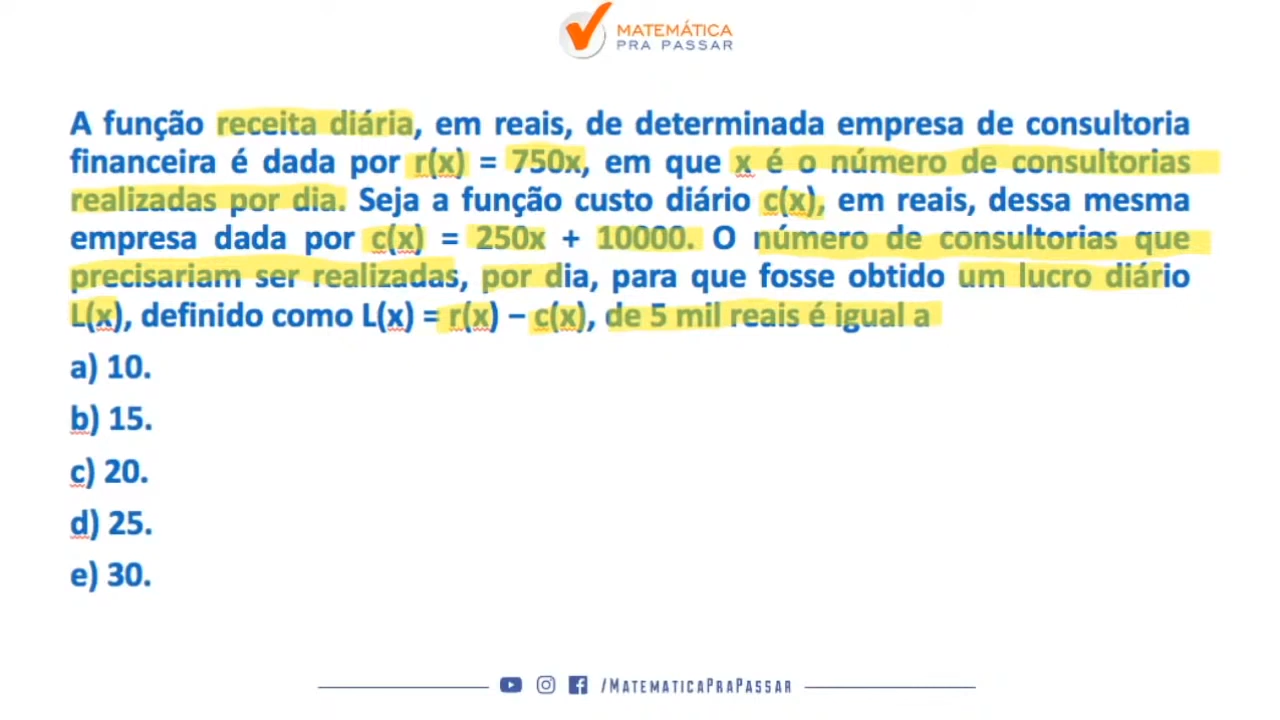 MATEMÁTICA
PRA PASSAR
A função receita diária, em reais, de determinada empresa de consultoria
financeira é dada por r(x) = 750x, em que x é o número de consultorias
realizadas por dia. Seja a função custo diário c(x), em reais, dessa mesma
empresa dada por c(x) = 250x + 10000. O número de consultorias que
precisariam ser realizadas, por dia, para que fosse obtido um lucro diário
L(x), definido como L(x) = r(x) – c(x), de 5 mil reais é igual a
a) 10.
b) 15.
c) 20.
d) 25.
e) 30.
/MATEMATICAPRAPASSAR